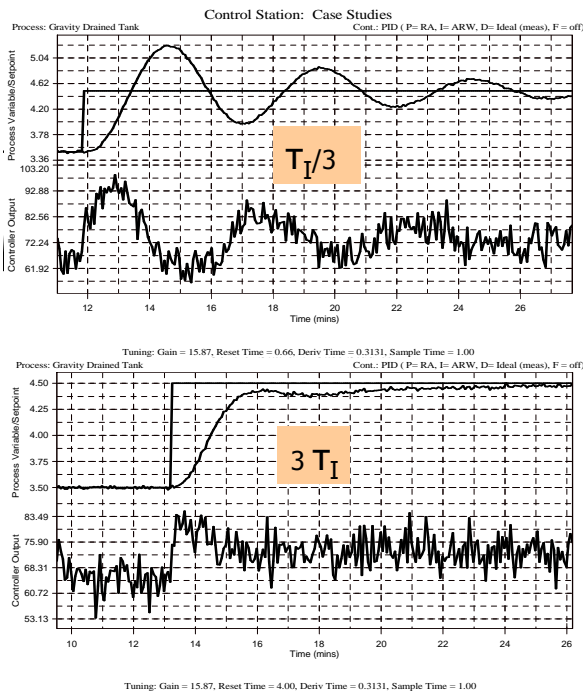 Control Station: Case Studies
Process: Gravity Drained Tank Cont.: PID ( P= RA, I= ARW, D= Ideal (meas), F = off)
Process Variable/Setpoint
5.04
4.62
4.20
3.78
3.36
T_I/3
Controller Output
103.20
92.88
82.56
72.24
61.92
12 14 16 18 20 22 24 26
Time (mins)
Tuning: Gain = 15.87, Reset Time = 0.66, Deriv Time = 0.3131, Sample Time = 1.00
Process: Gravity Drained Tank Cont.: PID ( P= RA, I= ARW, D= Ideal (meas), F = off)
Process Variable/Setpoint
4.50
4.25
4.00
3.75
3.50
3 T_I
Controller Output
83.49
75.90
68.31
60.72
53.13
10 12 14 16 18 20 22 24 26
Time (mins)
Tuning: Gain = 15.87, Reset Time = 4.00, Deriv Time = 0.3131, Sample Time = 1.00